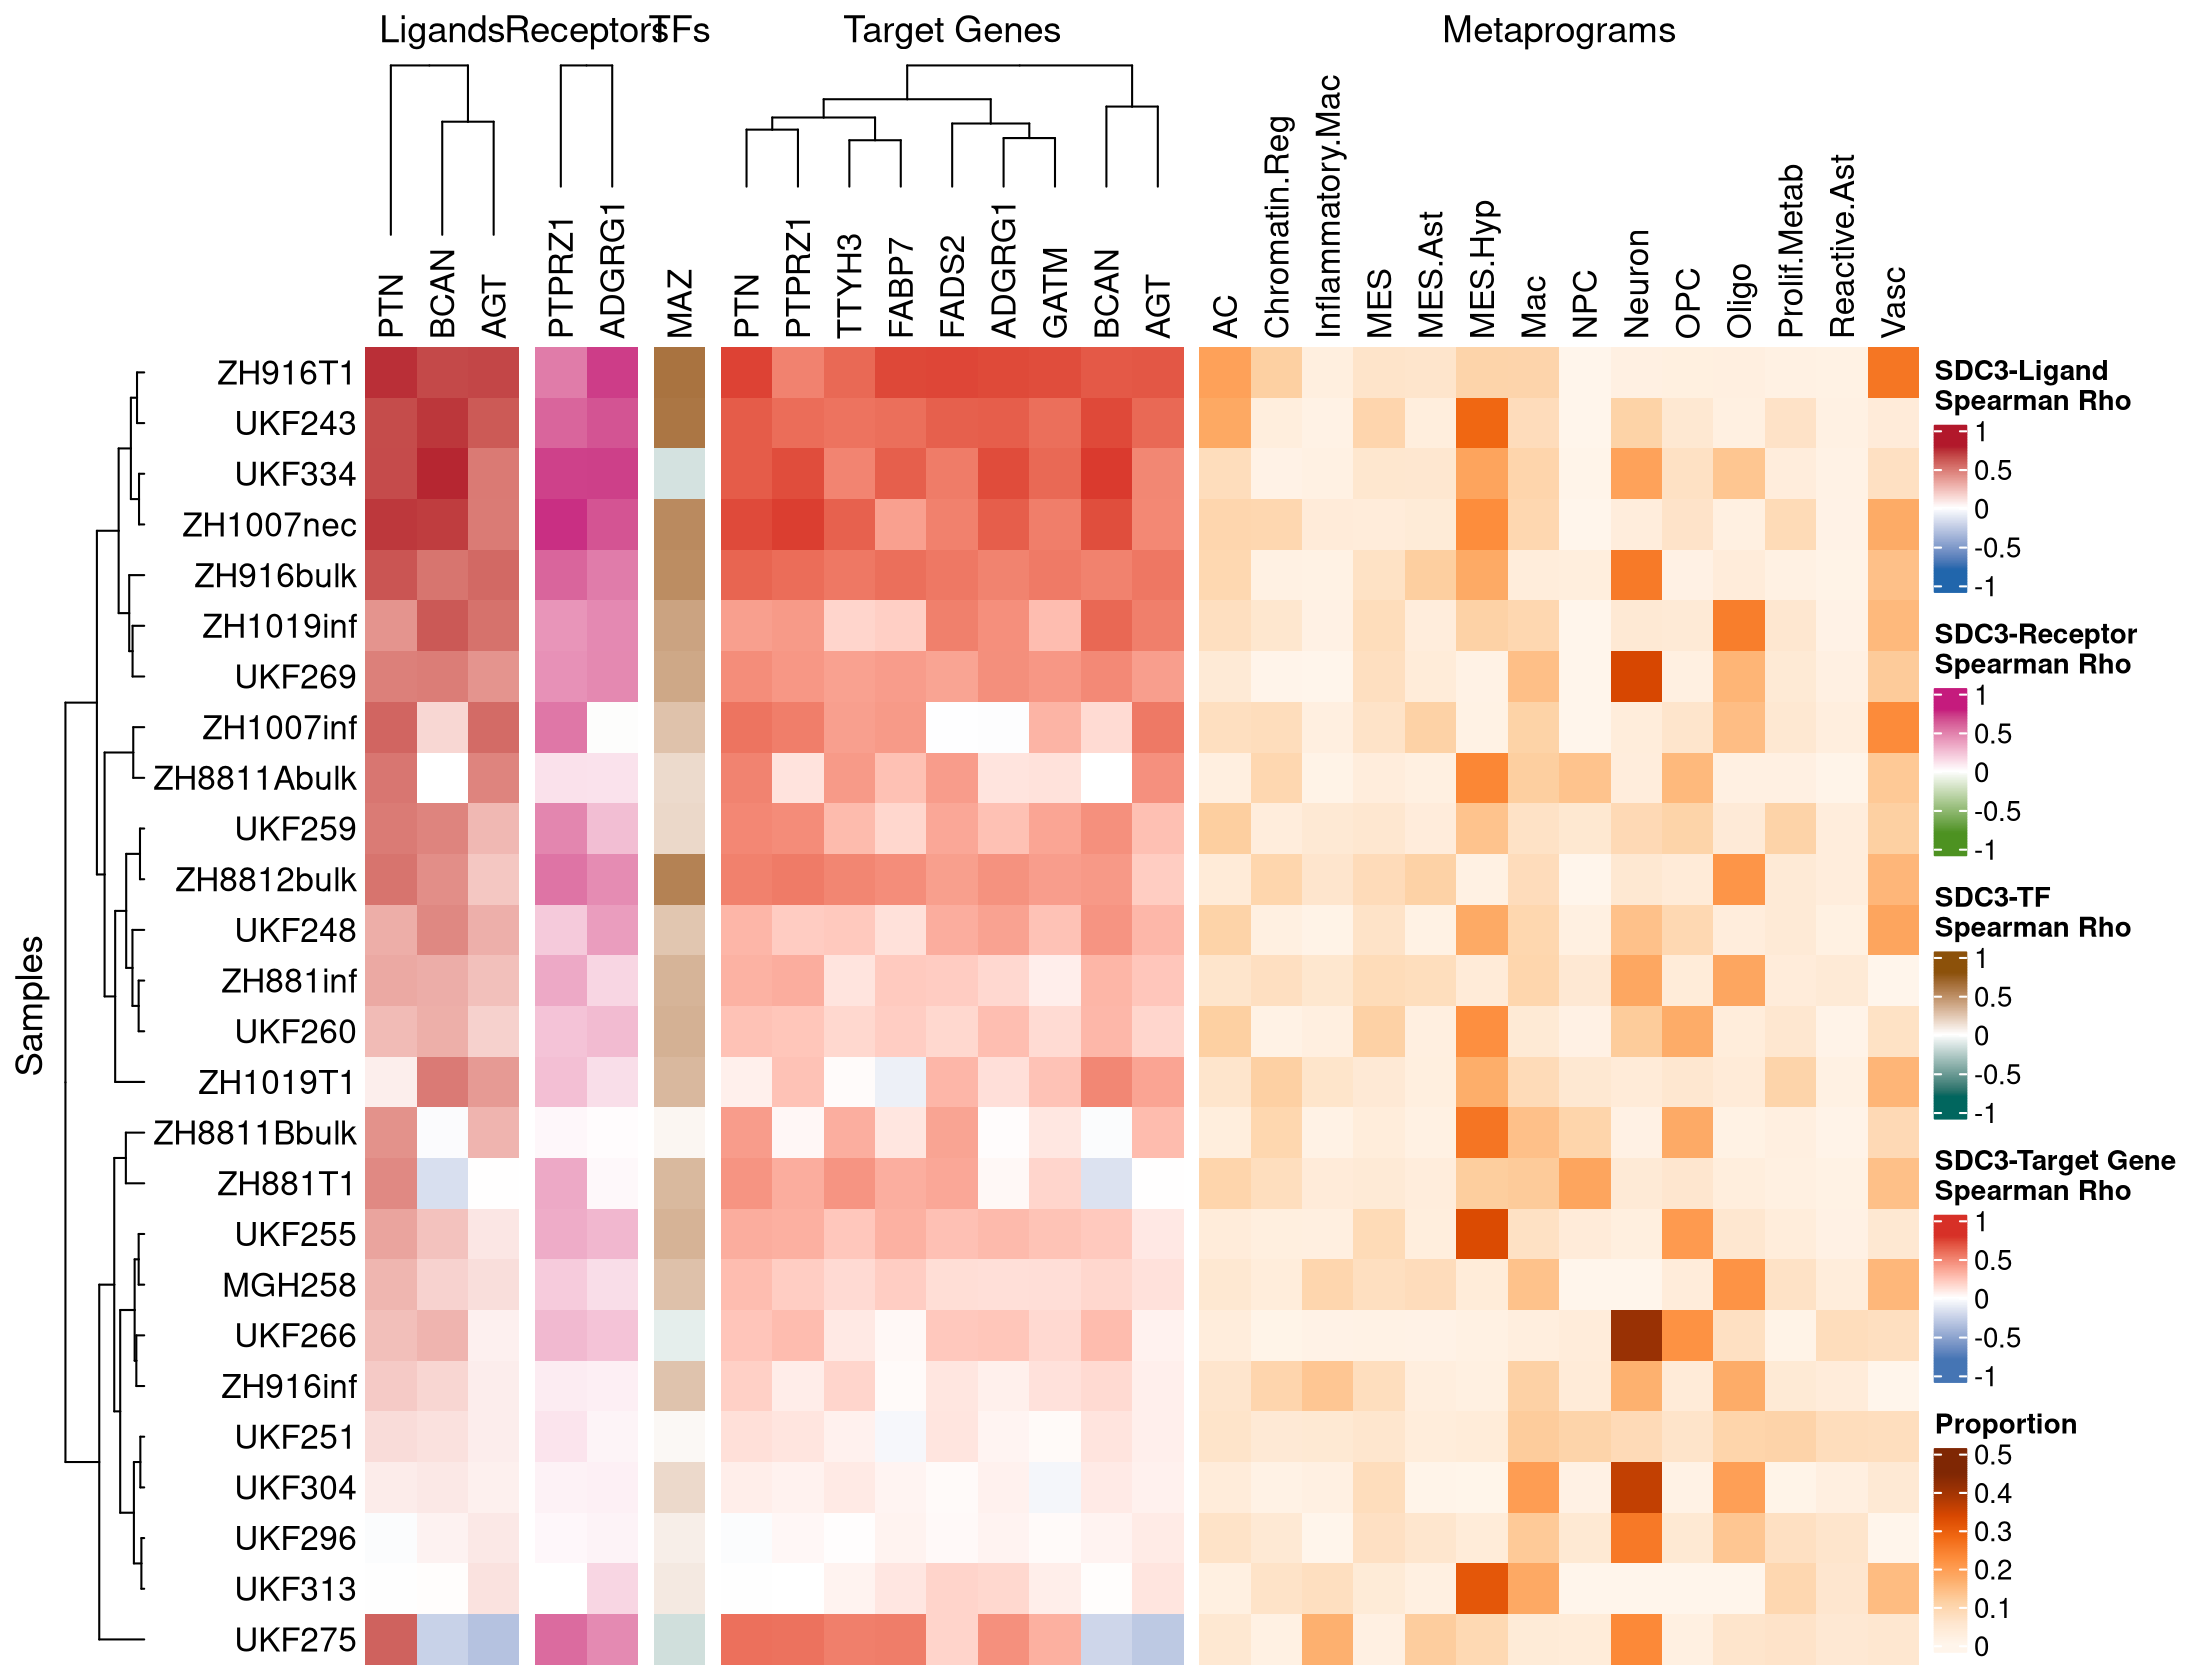 Ligands Receptors TFs Target Genes Metaprograms
PTN BCAN AGT PTPRZ1 ADGRG1 MAZ PTN PTPRZ1 TTYH3 FABP7 FADS2 ADGRG1 GATM BCAN AGT AC Chromatin.Reg Inflammatory.Mac MES MES.Ast MES.Hyp Mac NPC Neuron OPC Oligo Prolif.Metab Reactive.Ast Vasc
Samples
ZH916T1
UKF243
UKF334
ZH1007nec
ZH916bulk
ZH1019inf
UKF269
ZH1007inf
ZH8811Abulk
UKF259
ZH8812bulk
UKF248
ZH881inf
UKF260
ZH1019T1
ZH8811Bbulk
ZH881T1
UKF255
MGH258
UKF266
ZH916inf
UKF251
UKF304
UKF296
UKF313
UKF275
SDC3-Ligand
Spearman Rho
1
0.5
0
-0.5
-1
SDC3-Receptor
Spearman Rho
1
0.5
0
-0.5
-1
SDC3-TF
Spearman Rho
1
0.5
0
-0.5
-1
SDC3-Target Gene
Spearman Rho
1
0.5
0
-0.5
-1
Proportion
0.5
0.4
0.3
0.2
0.1
0